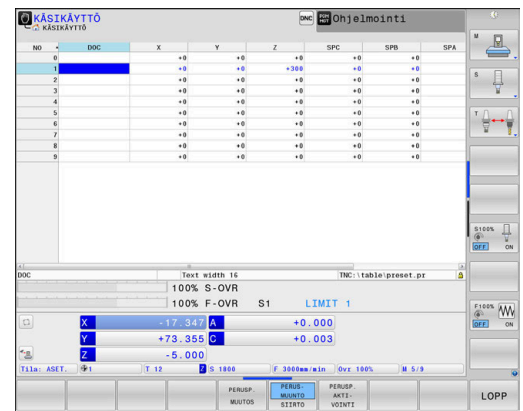 KÄSIKÄYTTÖ
KÄSIKÄYTTÖ
DNC
Ohjelmointi
NO DOC X Y Z SPC SPB SPA
0 +0 +0 +0 +0 +0
1 +0 +0 +300 +0 +0
2 +0 +0 +0 +0 +0
3 +0 +0 +0 +0 +0
4 +0 +0 +0 +0 +0
5 +0 +0 +0 +0 +0
6 +0 +0 +0 +0 +0
7 +0 +0 +0 +0 +0
8 +0 +0 +0 +0 +0
9 +0 +0 +0 +0 +0
DOC Text width 16 TNC:\table\preset.pr
100% S-OVR
100% F-OVR S1 LIMIT 1
X -17.347 A +0.000
Y +73.355 C +0.003
Z -5.000
Tila: ASET. 1 T 12 Z S 1800 F 3000mm/min Ovr 100% M 5/9
PERUSP. MUUTOS
PERUS- MUUNTO SIIRTO
PERUSP. AKTI- VOINTI
LOPP
M
S
T
S100%
OFF ON
F100%
OFF ON